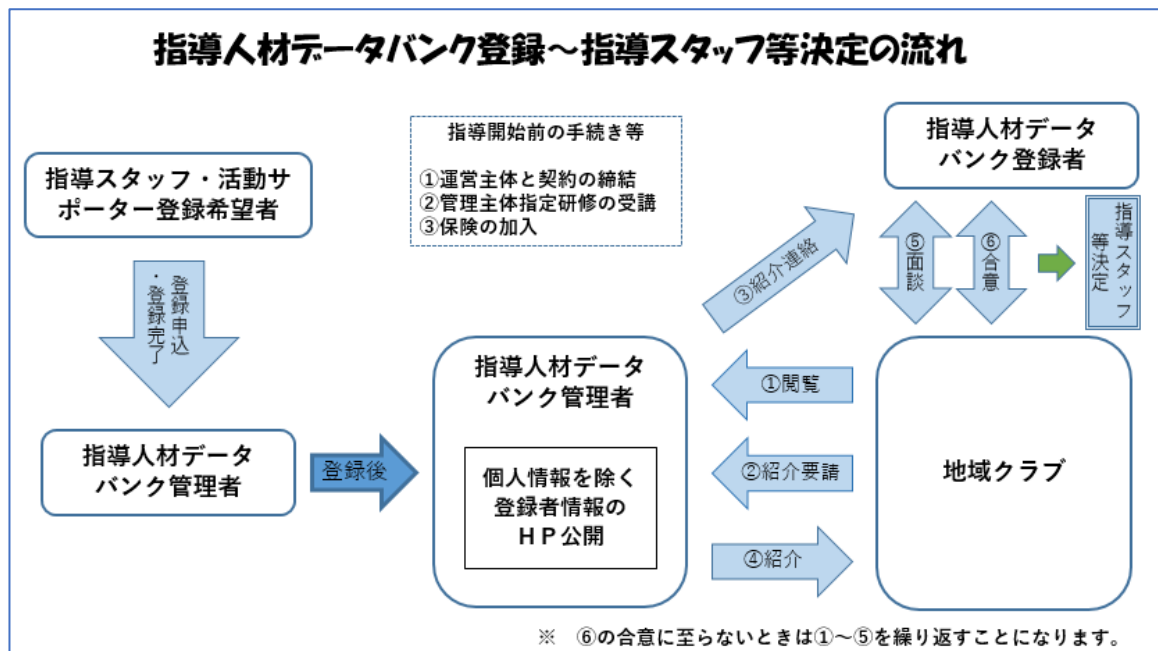 指導人材データバンク登録～指導スタッフ等決定の流れ
指導スタッフ・活動サ
ポーター登録希望者
登録申込
・登録完了
指導人材データ
バンク管理者
登録後
指導開始前の手続き等
①運営主体と契約の締結
②管理主体指定研修の受講
③保険の加入
指導人材データ
バンク管理者
個人情報を除く
登録者情報の
ＨＰ公開
③紹介連絡
①閲覧
②紹介要請
④紹介
指導人材データ
バンク登録者
⑤面談
⑥合意
指導スタッフ
等決定
地域クラブ
※　⑥の合意に至らないときは①～⑤を繰り返すことになります。